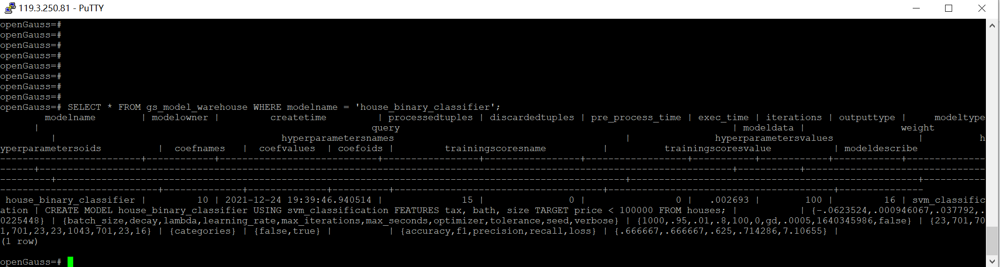 119.3.250.81 - PuTTY
openGauss=#
openGauss=#
openGauss=#
openGauss=#
openGauss=#
openGauss=#
openGauss=#
openGauss=#
openGauss=# SELECT * FROM gs_model_warehouse WHERE modelname = 'house_binary_classifier';
modelname | modelowner | createtime | processedtuples | discardedtuples | pre_process_time | exec_time | iterations | outputtype | modeltype
| query | modeldata | weight
| hyperparametersnames | hyperparametersvalues | h
yperparametersoids | coefnames | coefvalues | coefoids | trainingscoresname | trainingscoresvalue | modeldescribe
-------------------------+------------+----------------------------+-----------------+-----------------+------------------+-----------+------------+------------+--------------
------+---------------------------------------------------------------------------------------------------------------------------+-----------+--------------------------------
---------+-----------------------------------------------------------------------------------------------------+---------------------------------------------------+-----------
----------------------------+--------------+--------------+----------+-------------------------------------+----------------------------------------+---------------
house_binary_classifier | 10 | 2021-12-24 19:39:46.940514 | 15 | 0 | 0 | .002693 | 100 | 16 | svm_classific
ation | CREATE MODEL house_binary_classifier USING svm_classification FEATURES tax, bath, size TARGET price < 100000 FROM houses; | | {-.0623524,.000946067,.037792,.
0225448} | {batch_size,decay,lambda,learning_rate,max_iterations,max_seconds,optimizer,tolerance,seed,verbose} | {1000,.95,.01,.8,100,0,gd,.0005,1640345986,false} | {23,701,70
1,701,23,23,1043,701,23,16} | {categories} | {false,true} | | {accuracy,f1,precision,recall,loss} | {.666667,.666667,.625,.714286,7.10655} |
(1 row)
openGauss=#